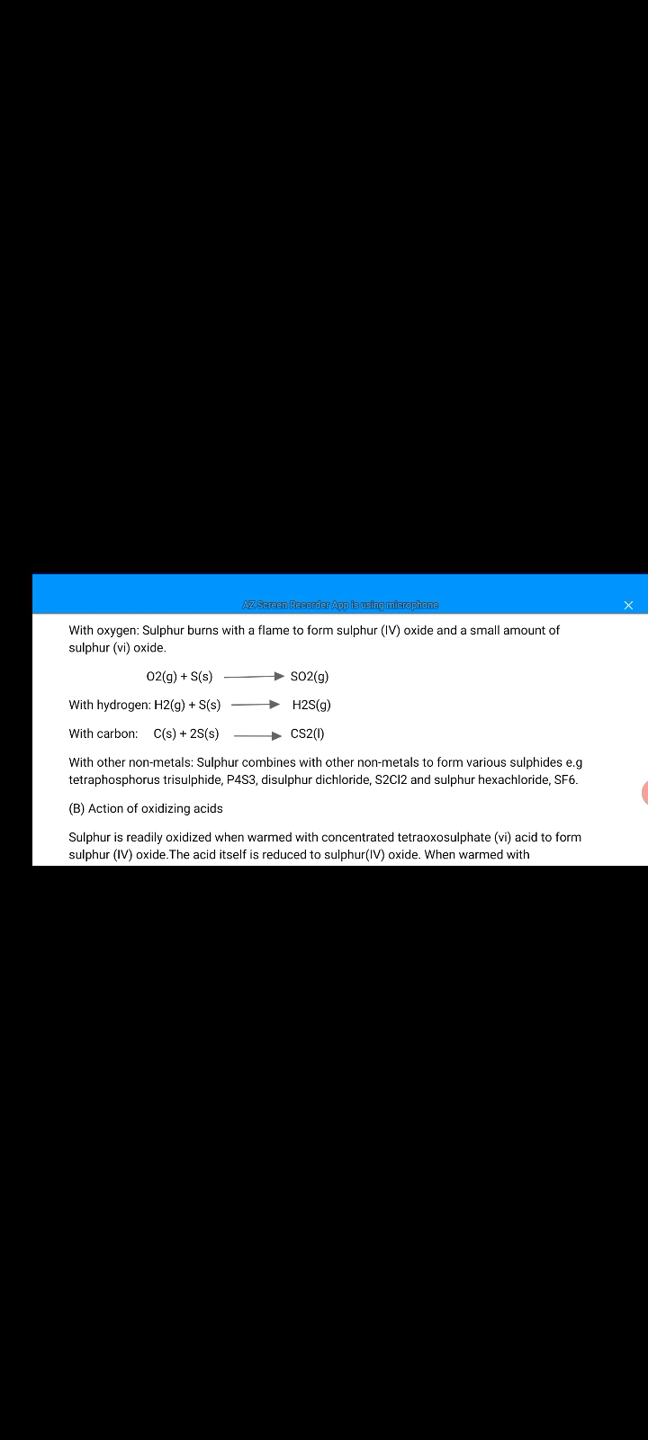 AZ Screen Recorder App is using microphone
With oxygen: Sulphur burns with a flame to form sulphur (IV) oxide and a small amount of
sulphur (vi) oxide.
O2(g) + S(s) ⟶ SO2(g)
With hydrogen: H2(g) + S(s) ⟶ H2S(g)
With carbon: C(s) + 2S(s) ⟶ CS2(l)
With other non-metals: Sulphur combines with other non-metals to form various sulphides e.g
tetraphosphorus trisulphide, P4S3, disulphur dichloride, S2Cl2 and sulphur hexachloride, SF6.
(B) Action of oxidizing acids
Sulphur is readily oxidized when warmed with concentrated tetraoxosulphate (vi) acid to form
sulphur (IV) oxide.The acid itself is reduced to sulphur(IV) oxide. When warmed with